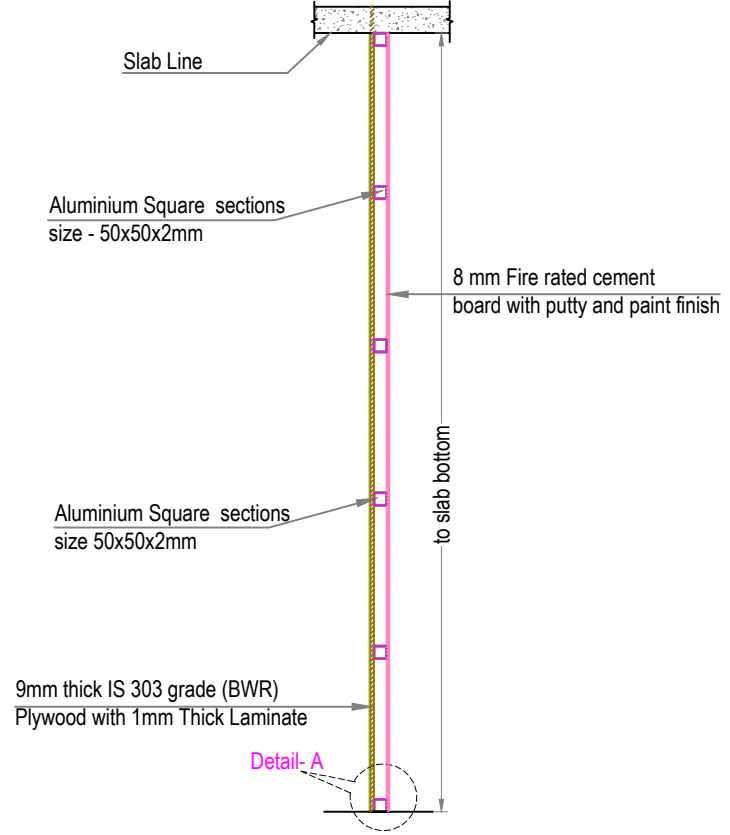 Slab Line
Aluminium Square sections
size - 50x50x2mm
8 mm Fire rated cement
board with putty and paint finish
to slab bottom
Aluminium Square sections
size 50x50x2mm
9mm thick IS 303 grade (BWR)
Plywood with 1mm Thick Laminate
Detail- A